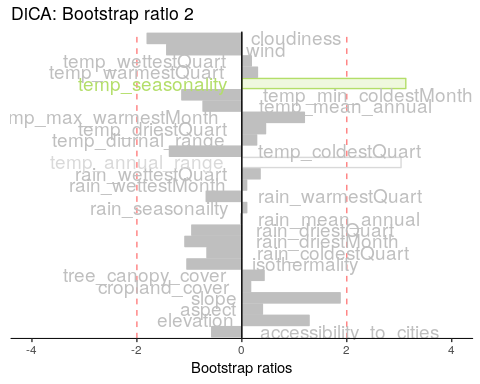 DiCA: Bootstrap ratio 2
cloudiness
wind
temp_wettestQuart
temp_warmestQuart
temp_seasonality
temp_min_coldestMonth
temp_mean_annual
mp_max_warmestMonth
temp_driestQuart
temp_diurnal_range
temp_coldestQuart
temp_annual_range
rain_wettestQuart
rain_wettestMonth
rain_warmestQuart
rain_seasonality
rain_mean_annual
rain_driestQuart
rain_driestMonth
rain_coldestQuart
isothermality
tree_canopy_cover
cropland_cover
slope
aspect
elevation
accessibility_to_cities
-4 -2 0 2 4
Bootstrap ratios